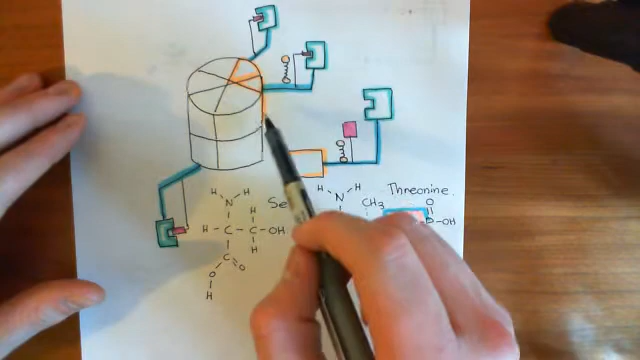 Threonine.
Se
H H
N
H
H - C - C - OH
H
C
O O
H
H H
N
CH3
O
OH